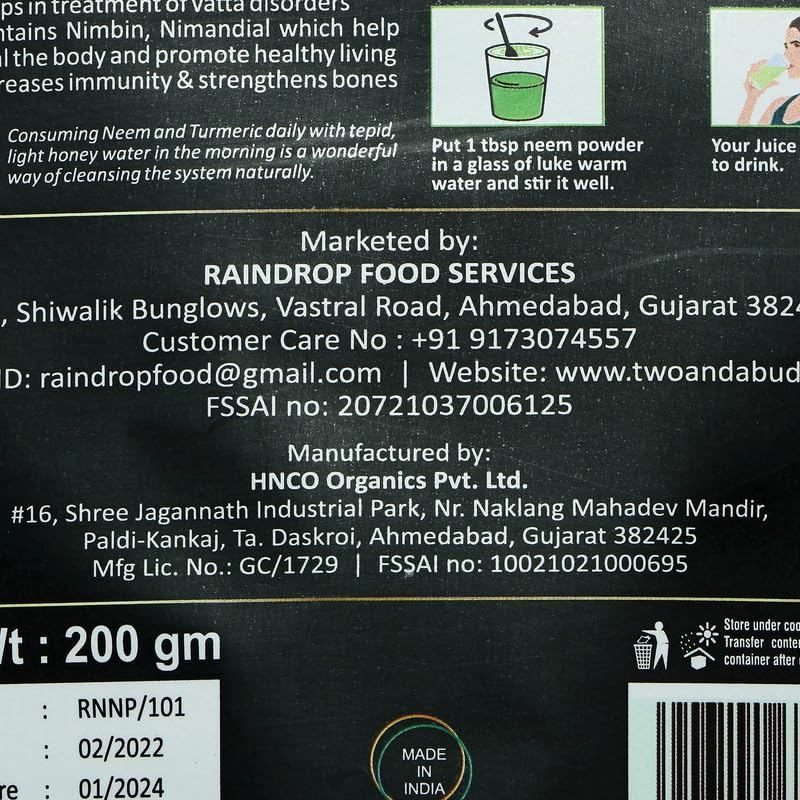 ps in treatment of vatta disorders
ntains Nimbin, Nimandial which help
al the body and promote healthy living
reases immunity & strengthens bones
Consuming Neem and Turmeric daily with tepid,
light honey water in the morning is a wonderful
way of cleansing the system naturally.
Put 1 tbsp neem powder
in a glass of luke warm
water and stir it well.
Your Juice
to drink.
Marketed by:
RAINDROP FOOD SERVICES
, Shiwalik Bunglows, Vastral Road, Ahmedabad, Gujarat 3824
Customer Care No : +91 9173074557
ID: raindropfood@gmail.com | Website: www.twoandabud
FSSAI no: 20721037006125
Manufactured by:
HNCO Organics Pvt. Ltd.
#16, Shree Jagannath Industrial Park, Nr. Naklang Mahadev Mandir,
Paldi-Kankaj, Ta. Daskroi, Ahmedabad, Gujarat 382425
Mfg Lic. No.: GC/1729 | FSSAI no: 10021021000695
Vt : 200 gm
Store under coo
Transfer conte
container after
: RNNP/101
: 02/2022
re : 01/2024
MADE
IN
INDIA